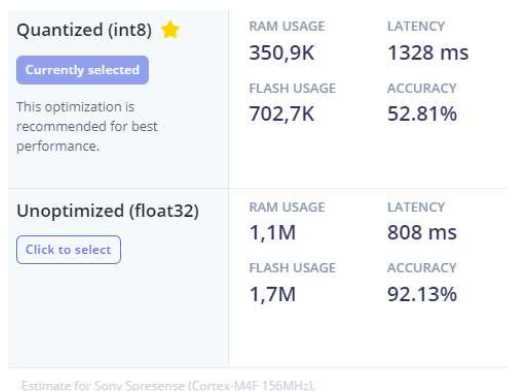 Quantized (int8)
Currently selected
This optimization is
recommended for best
performance.
RAM USAGE LATENCY
350,9K 1328 ms
FLASH USAGE ACCURACY
702,7K 52.81%
Unoptimized (float32)
Click to select
RAM USAGE LATENCY
1,1M 808 ms
FLASH USAGE ACCURACY
1,7M 92.13%
Estimate for Sony Spresense (Cortex-M4F 156MHz).